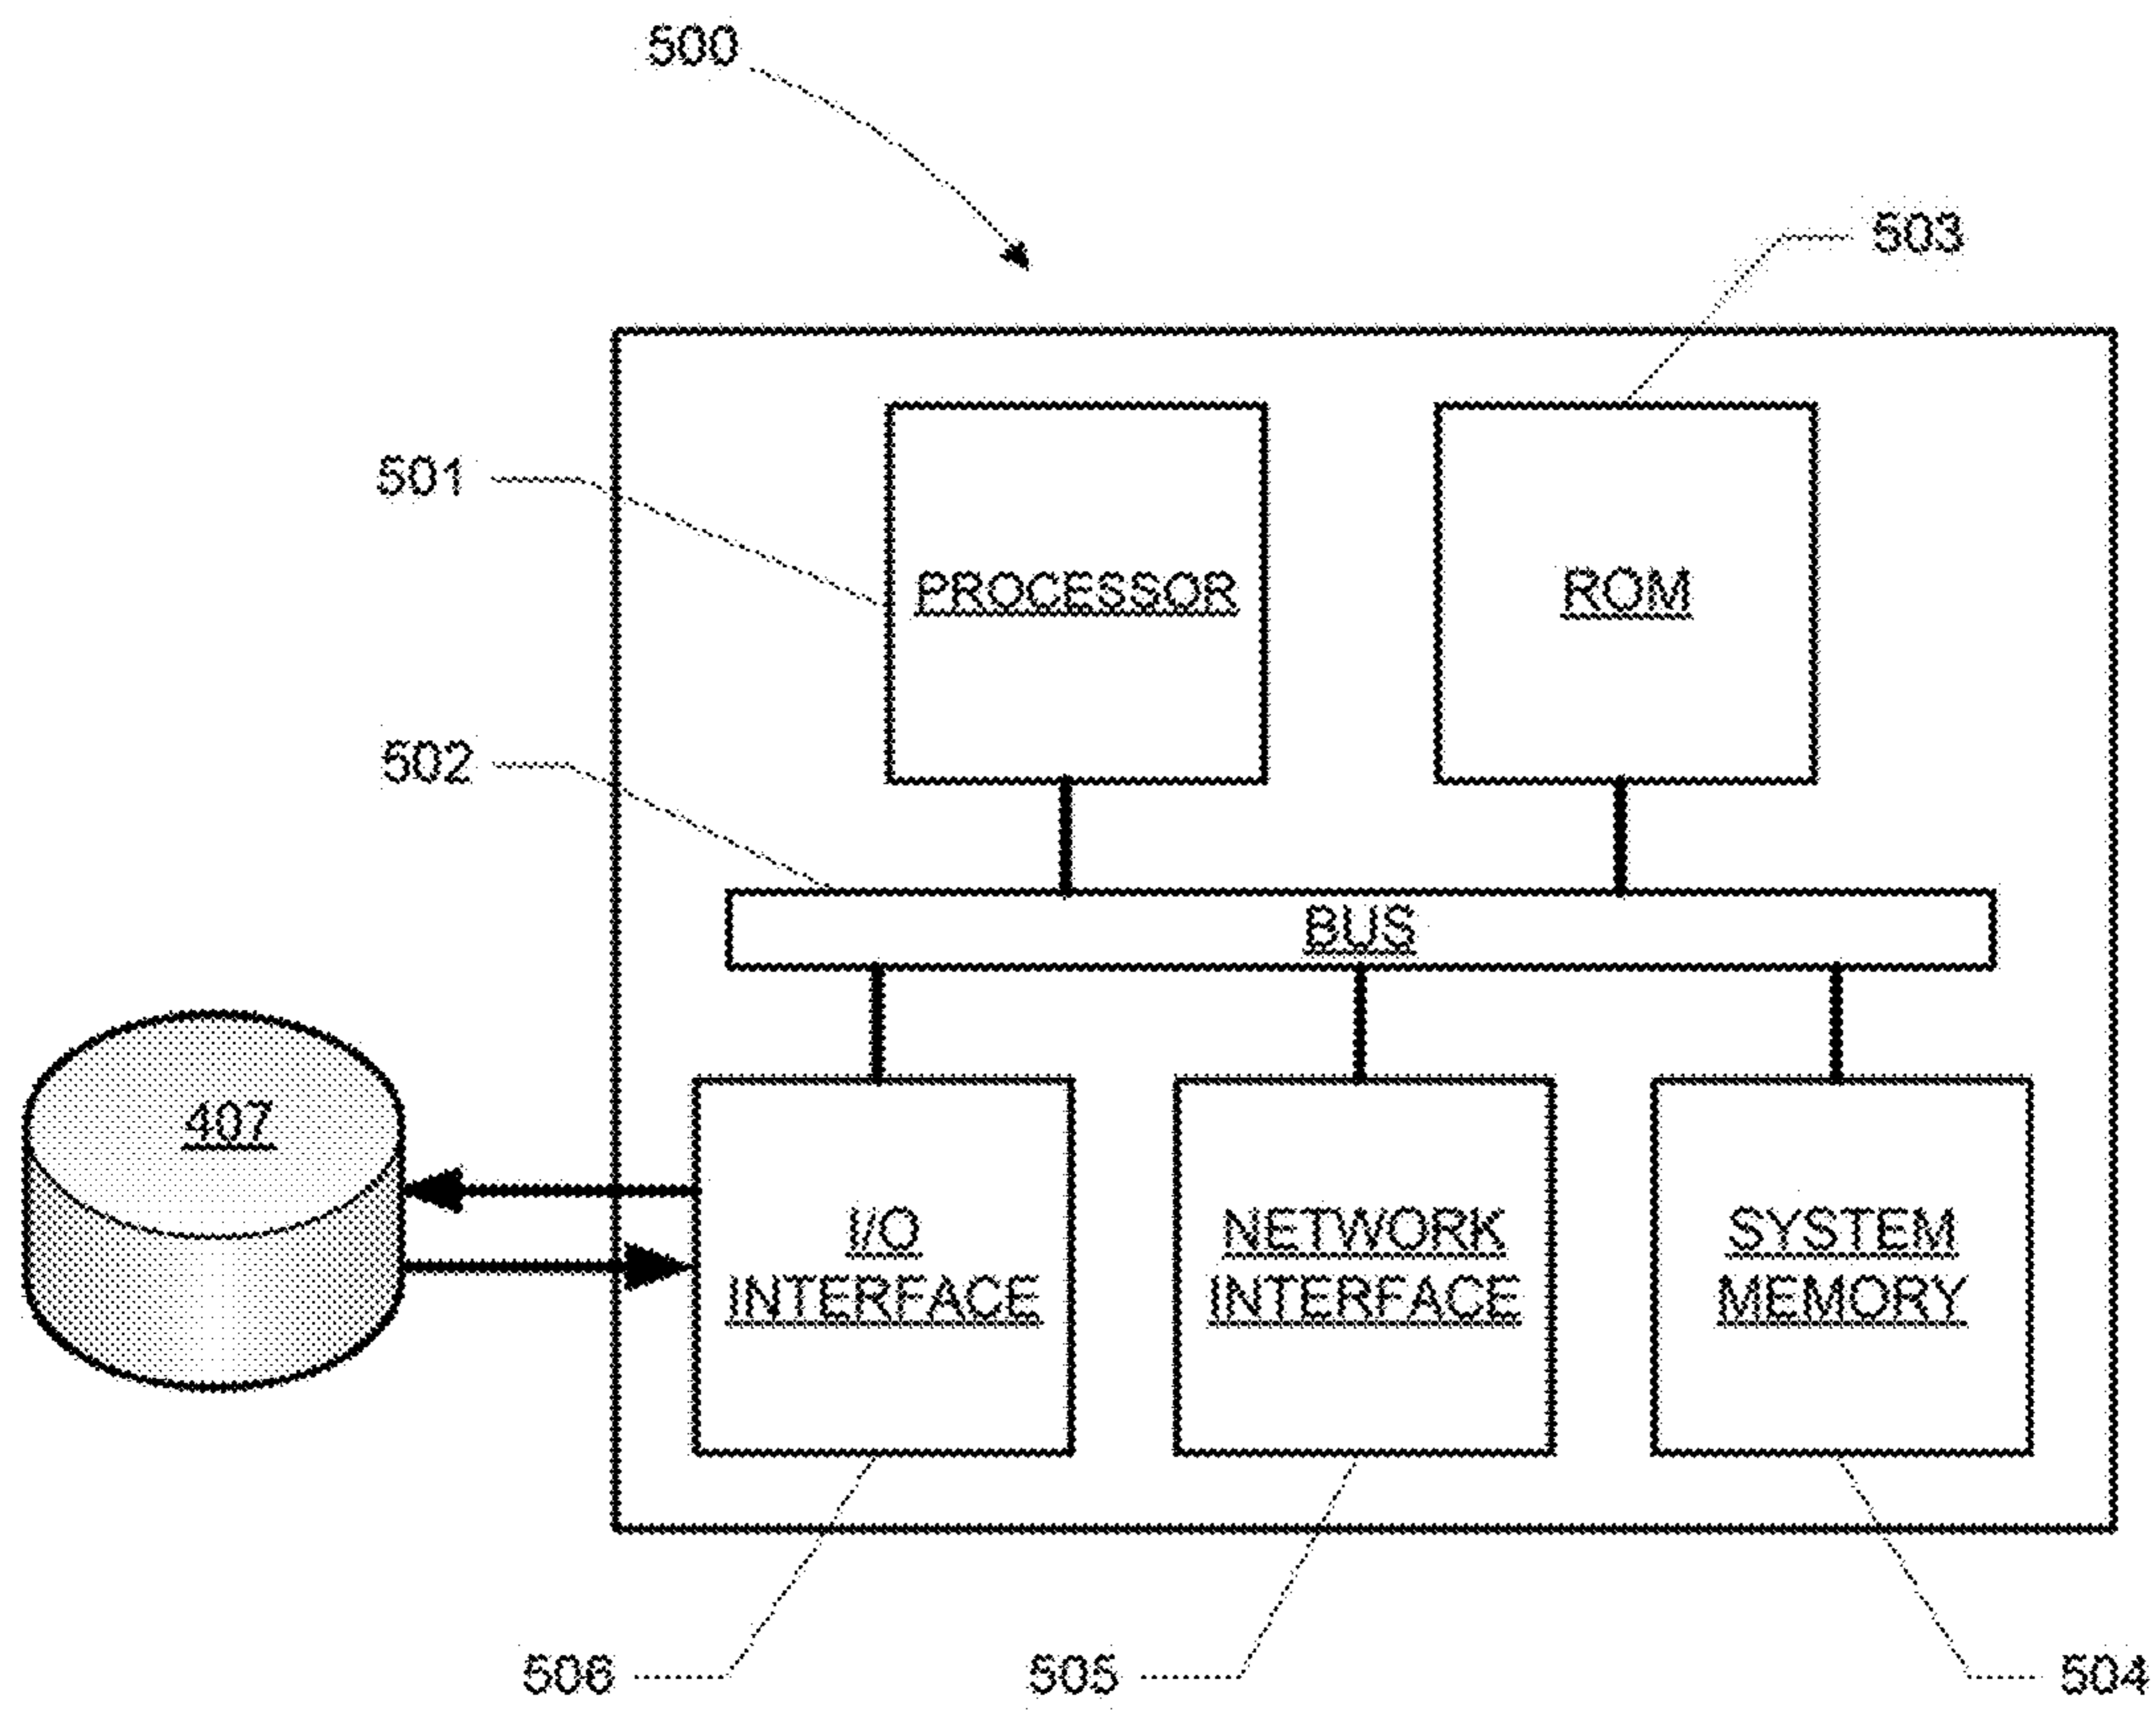 500
503
501
PROCESSOR
ROM
502
BUS
407
I/O
INTERFACE
NETWORK
INTERFACE
SYSTEM
MEMORY
506
505
504